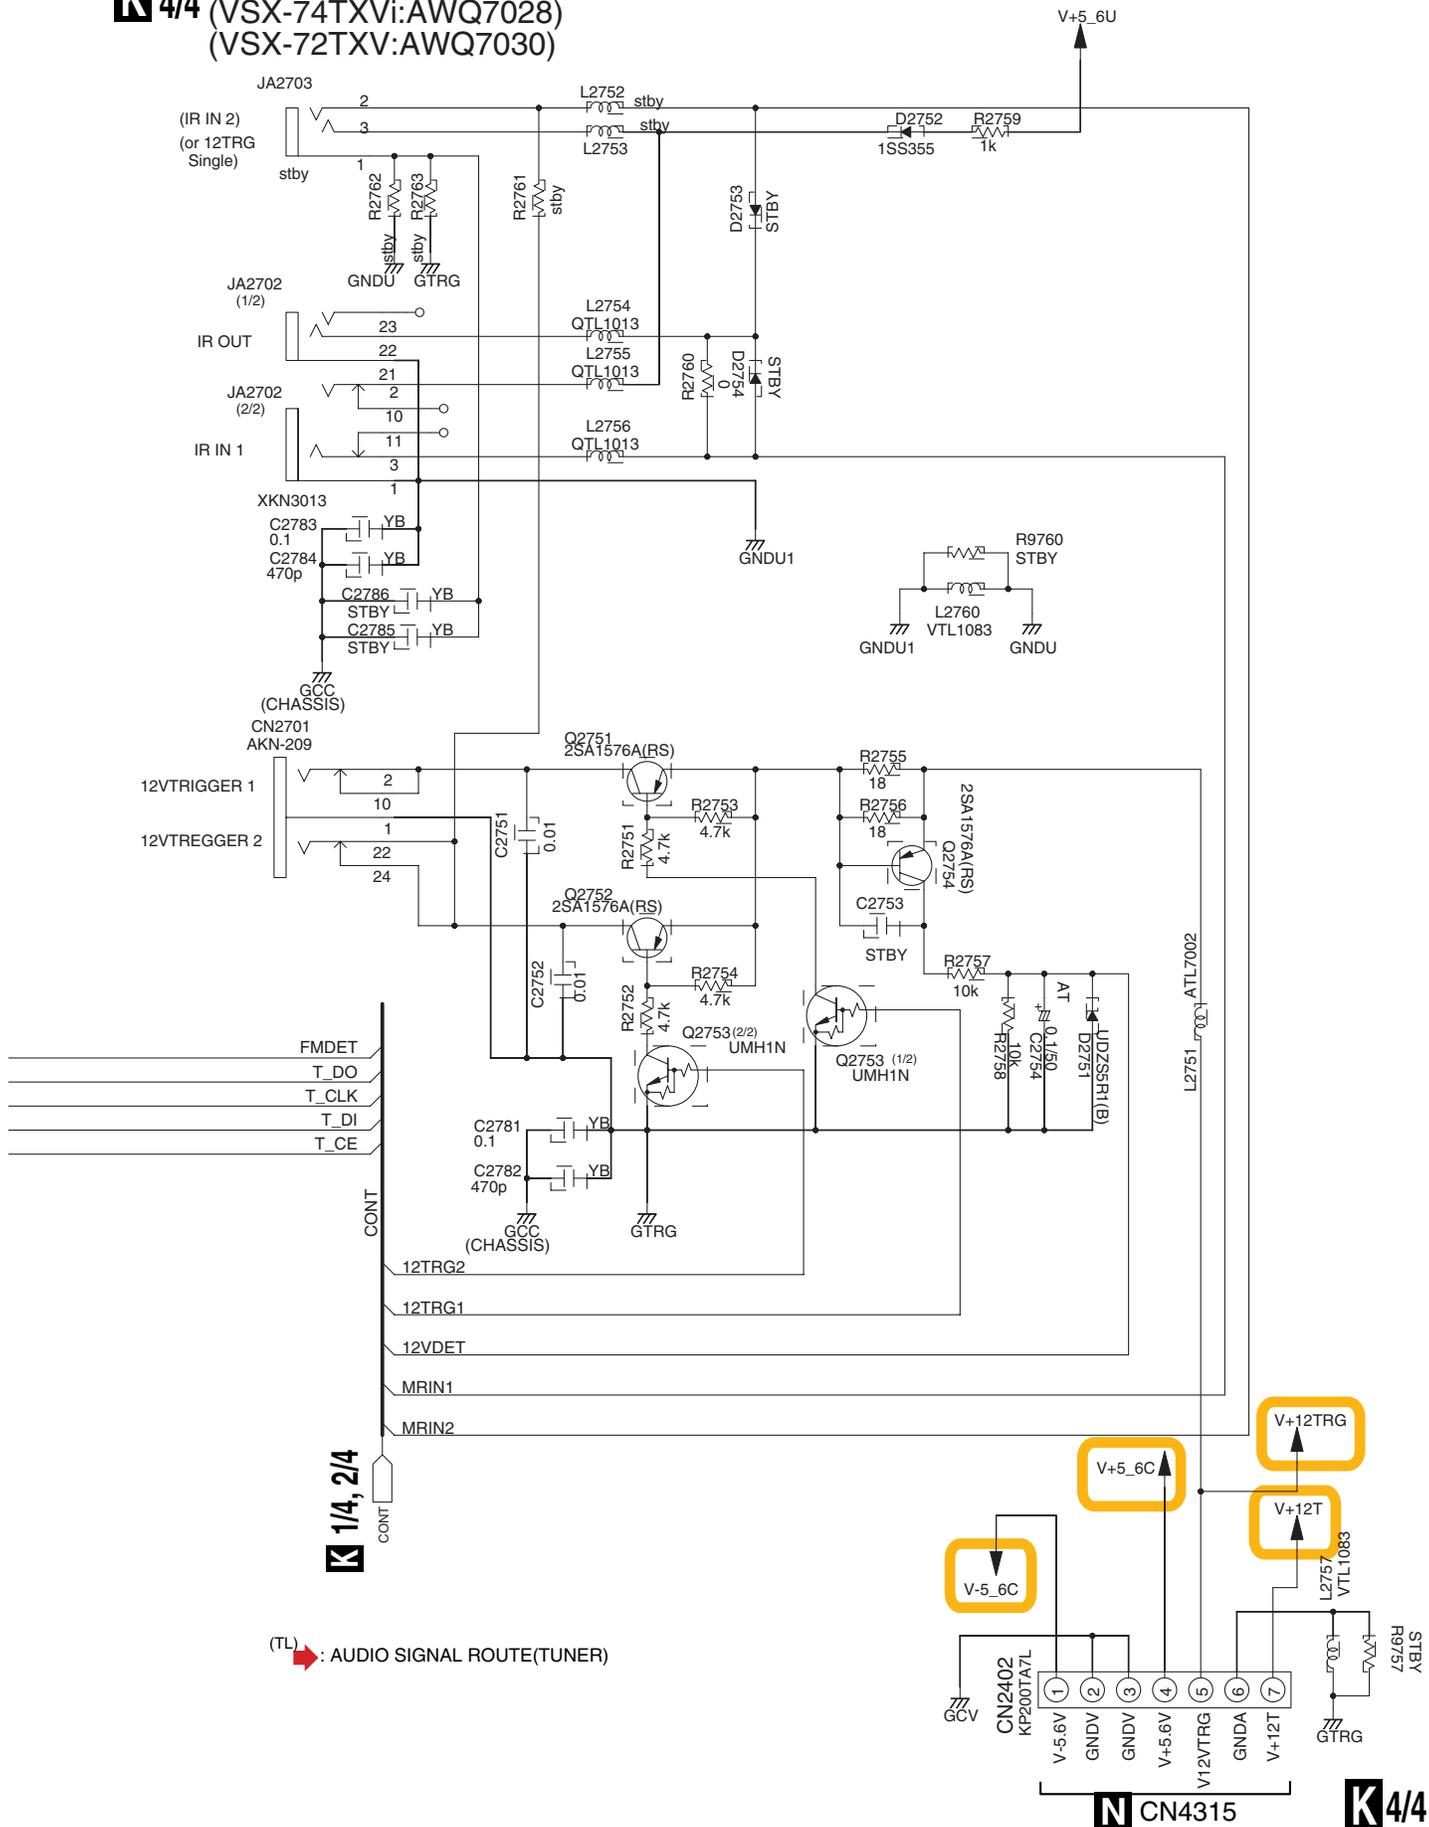 K 4/4 (VSX-74TXVi:AWQ7028)
(VSX-72TXV:AWQ7030)
V+5_6U
JA2703
(IR IN 2)
(or 12TRG
Single)
stby
2
3
1
L2752
stby
stby
L2753
D2752
1SS355
R2759
1k
R2762
stby
R2763
stby
GNDU
GTRG
R2761
stby
D2753
STBY
JA2702
(1/2)
IR OUT
23
22
L2754
QTL1013
L2755
QTL1013
21
2
10
JA2702
(2/2)
IR IN 1
11
3
1
R2760
0
D2754
STBY
L2756
QTL1013
XKN3013
C2783
0.1
YB
C2784
470p
YB
C2786
STBY
YB
C2785
STBY
YB
GNDU1
R9760
STBY
L2760
VTL1083
GNDU1
GNDU
GCC
(CHASSIS)
CN2701
AKN-209
12VTRIGGER 1
2
10
1
12VTREGGER 2
22
24
Q2751
2SA1576A(RS)
R2753
4.7k
R2751
4.7k
C2751
0.01
R2755
18
R2756
18
2SA1576A(RS)
Q2754
C2753
STBY
Q2752
2SA1576A(RS)
R2754
4.7k
R2752
4.7k
C2752
0.01
R2757
10k
R2758
10k
AT
+
0.1/50
C2754
D2751
UDZS5R1(B)
L2751
ATL7002
Q2753 (2/2)
UMH1N
Q2753 (1/2)
UMH1N
FMDET
T_DO
T_CLK
T_DI
T_CE
C2781
0.1
YB
C2782
470p
YB
GCC
(CHASSIS)
GTRG
CONT
12TRG2
12TRG1
12VDET
MRIN1
MRIN2
K 1/4, 2/4
CONT
V+12TRG
V+5_6C
V+12T
V-5_6C
L2757
VTL1083
R9757
STBY
(TL)
: AUDIO SIGNAL ROUTE(TUNER)
GCV
CN2402
KP200TA7L
1
2
3
4
5
6
7
V-5.6V
GNDV
GNDV
V+5.6V
V12VTRG
GNDA
V+12T
GTRG
N CN4315
K 4/4